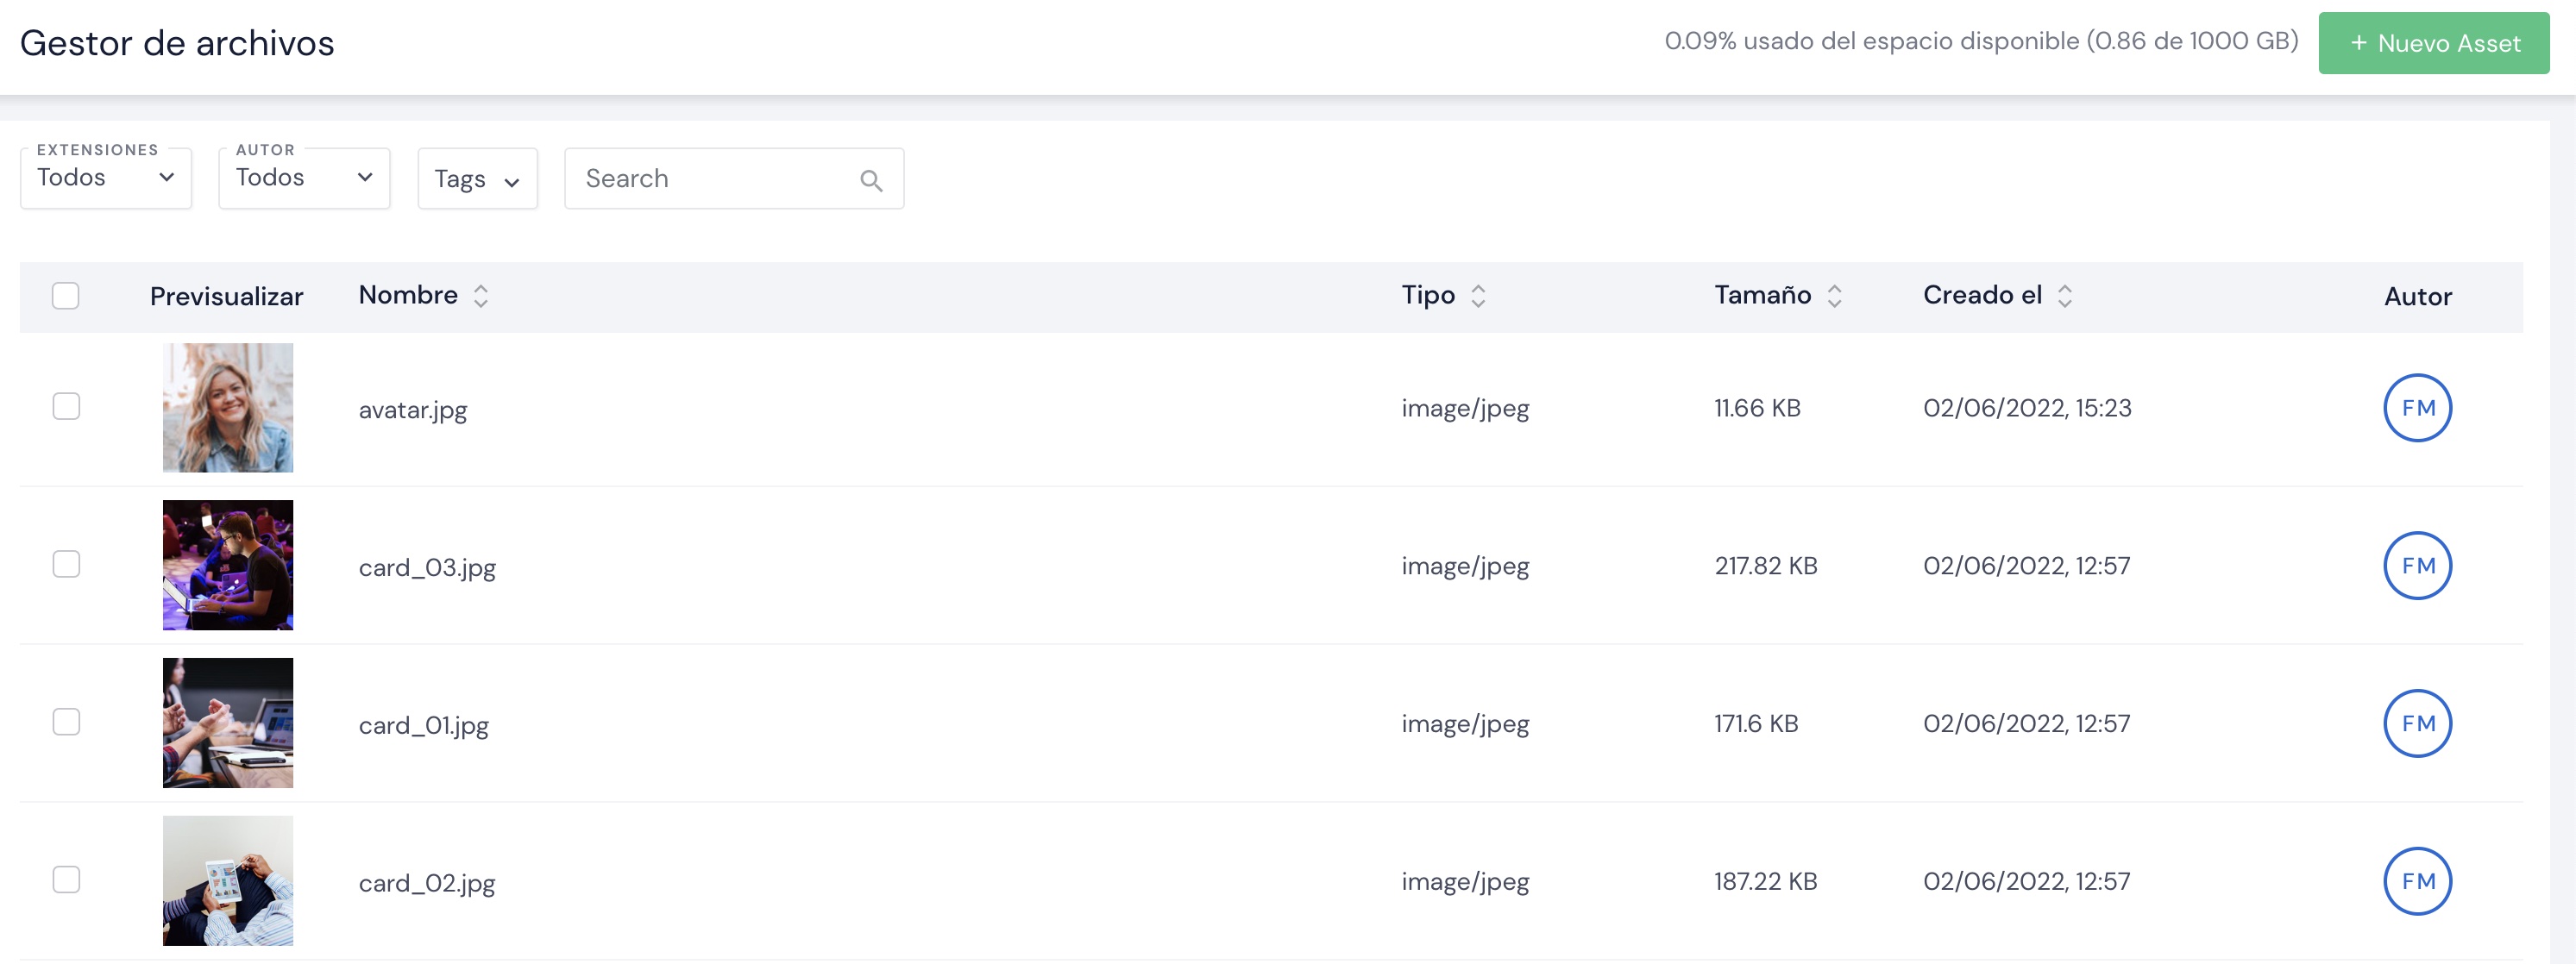 Gestor de archivos
0.09% usado del espacio disponible (0.86 de 1000 GB)
+ Nuevo Asset
EXTENSIONES
Todos
AUTOR
Todos
Tags
Search
Previsualizar Nombre Tipo Tamaño Creado el Autor
avatar.jpg image/jpeg 11.66 KB 02/06/2022, 15:23 FM
card_03.jpg image/jpeg 217.82 KB 02/06/2022, 12:57 FM
card_01.jpg image/jpeg 171.6 KB 02/06/2022, 12:57 FM
card_02.jpg image/jpeg 187.22 KB 02/06/2022, 12:57 FM